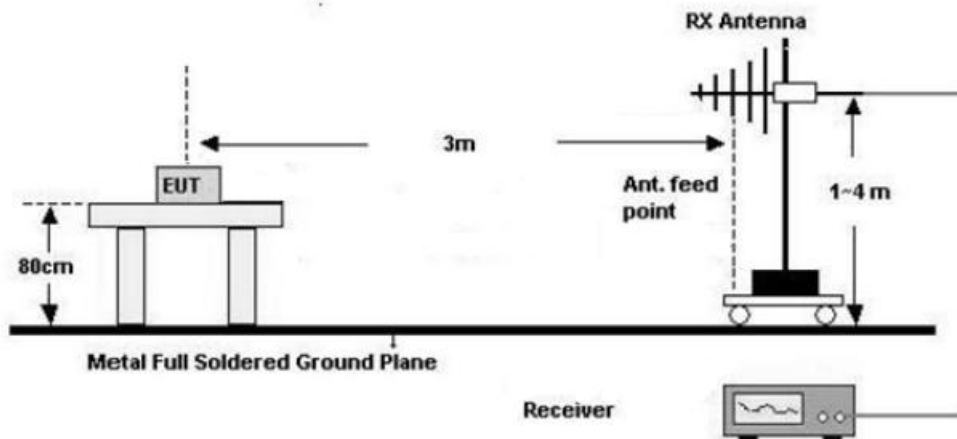 RX Antenna
3m
EUT
Ant. feed
point
1~4 m
80cm
Metal Full Soldered Ground Plane
Receiver